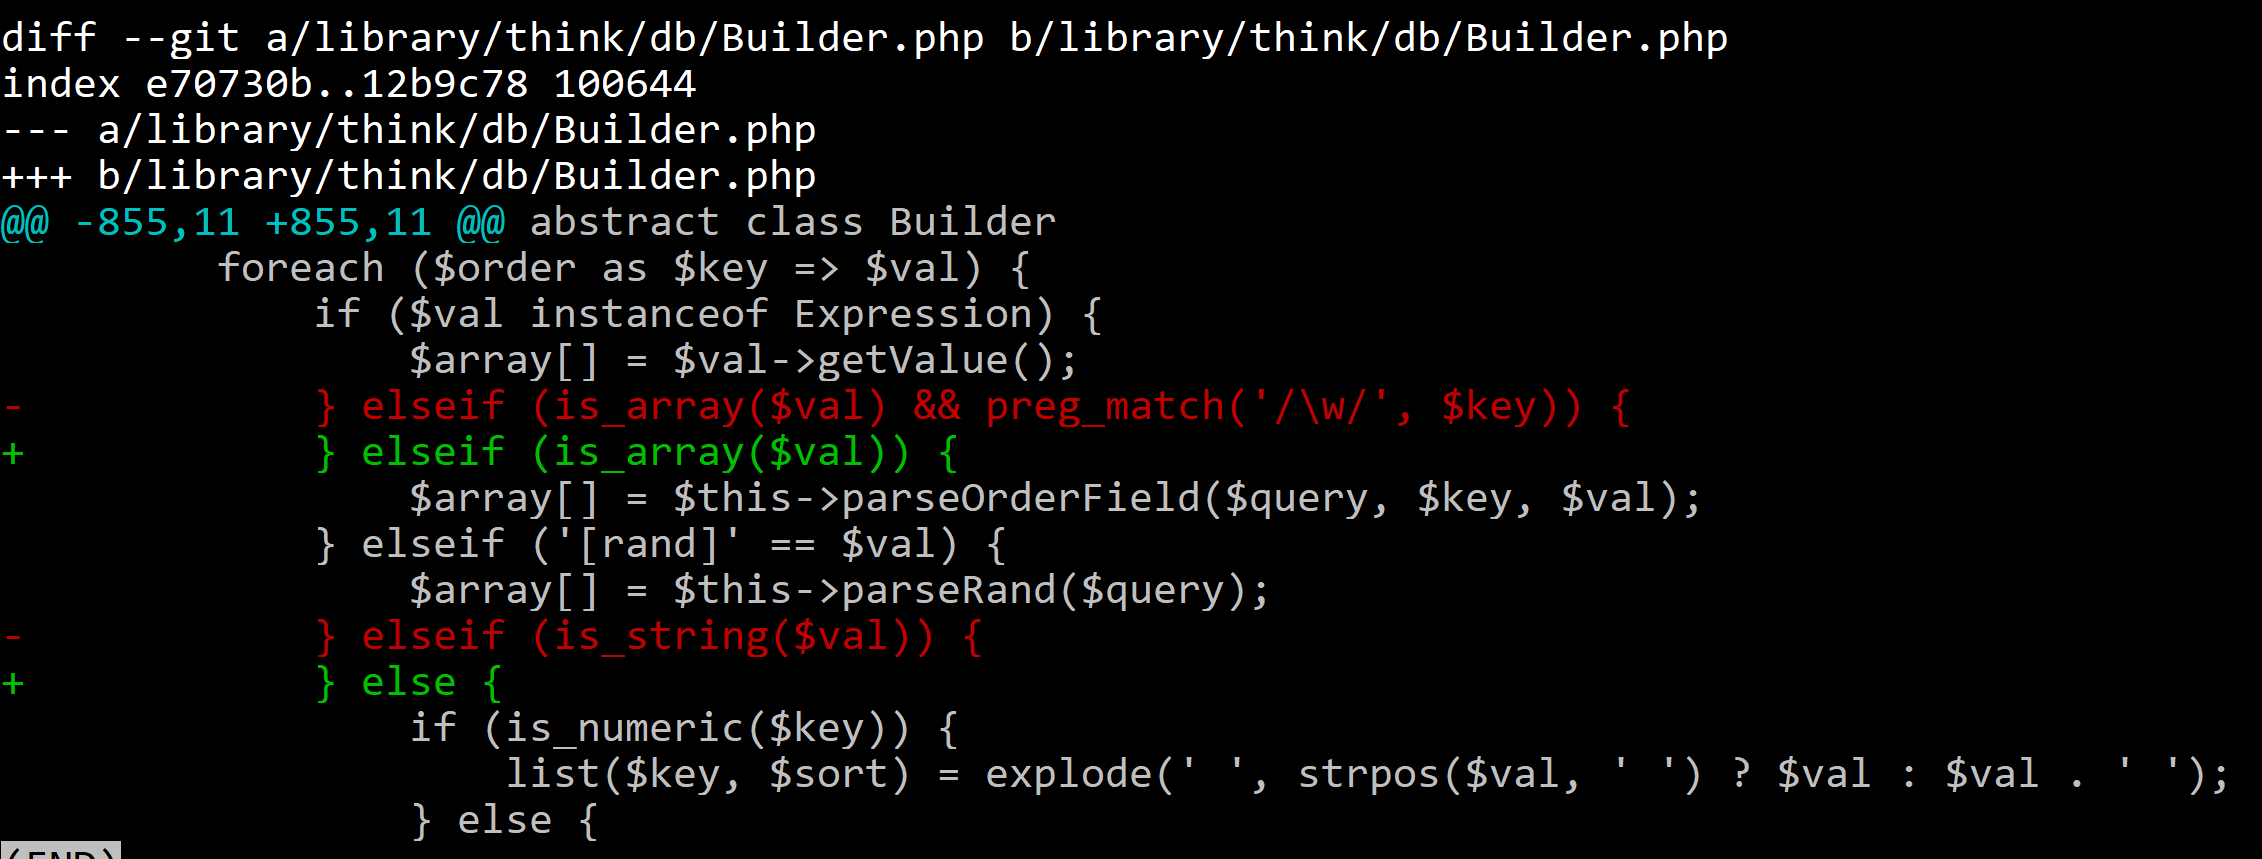 diff --git a/library/think/db/Builder.php b/library/think/db/Builder.php
index e70730b..12b9c78 100644
--- a/library/think/db/Builder.php
+++ b/library/think/db/Builder.php
@@ -855,11 +855,11 @@ abstract class Builder
         foreach ($order as $key => $val) {
             if ($val instanceof Expression) {
                 $array[] = $val->getValue();
-            } elseif (is_array($val) && preg_match('/\w/', $key)) {
+            } elseif (is_array($val)) {
                 $array[] = $this->parseOrderField($query, $key, $val);
             } elseif ('[rand]' == $val) {
                 $array[] = $this->parseRand($query);
-            } elseif (is_string($val)) {
+            } else {
                 if (is_numeric($key)) {
                     list($key, $sort) = explode(' ', strpos($val, ' ') ? $val : $val . ' ');
                 } else {
(END)